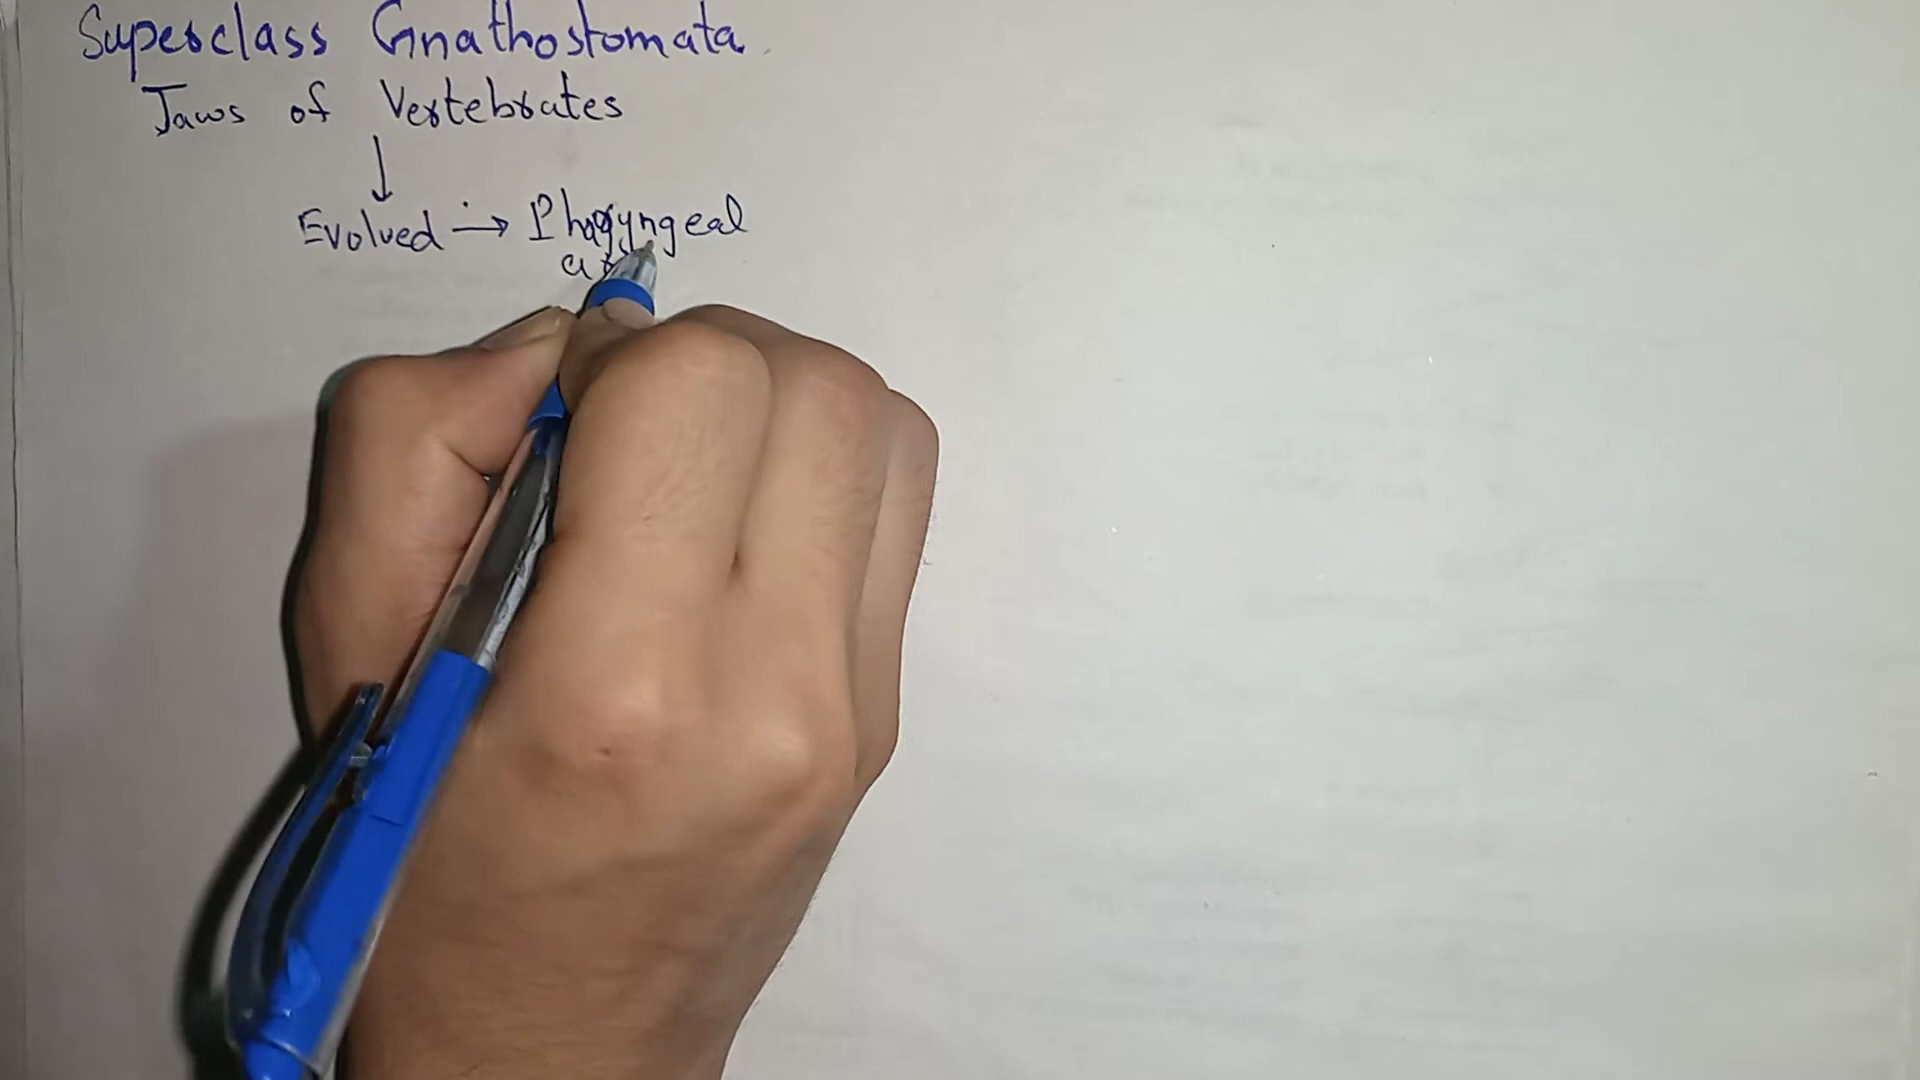 Superclass Gnathostomata
Jaws of Vertebrates
Evolved → Pharyngeal